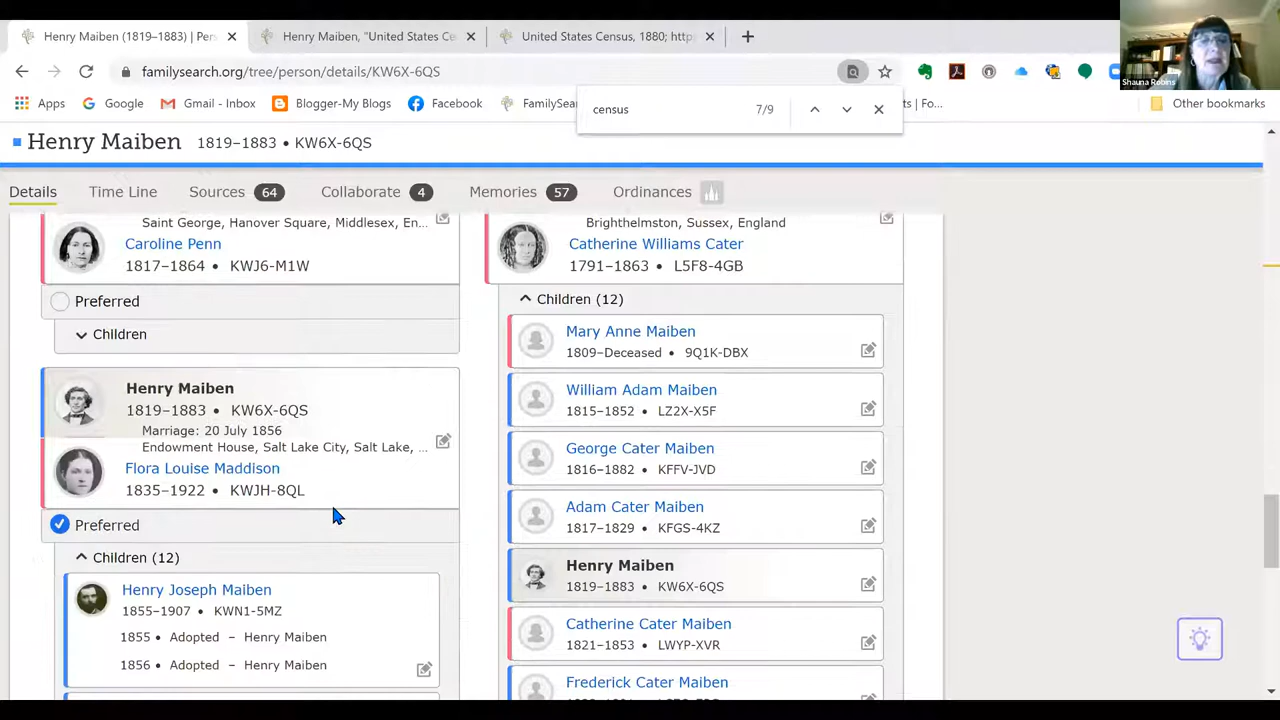 Henry Maiben (1819–1883) | Pers
Henry Maiben, "United States Ce
United States Census, 1880; http:
familysearch.org/tree/person/details/KW6X-6QS
Shauna Robins
Apps
Google
Gmail - Inbox
Blogger-My Blogs
Facebook
FamilySea
| Fo...
Other bookmarks
census 7/9
Henry Maiben 1819–1883 • KW6X-6QS
Details Time Line Sources 64 Collaborate 4 Memories 57 Ordinances
Saint George, Hanover Square, Middlesex, En...
Caroline Penn
1817–1864 • KWJ6-M1W
Preferred
Children
Henry Maiben
1819–1883 • KW6X-6QS
Marriage: 20 July 1856
Endowment House, Salt Lake City, Salt Lake, ...
Flora Louise Maddison
1835–1922 • KWJH-8QL
Preferred
Children (12)
Henry Joseph Maiben
1855–1907 • KWN1-5MZ
1855 • Adopted – Henry Maiben
1856 • Adopted – Henry Maiben
Brighthelmston, Sussex, England
Catherine Williams Cater
1791–1863 • L5F8-4GB
Children (12)
Mary Anne Maiben
1809–Deceased • 9Q1K-DBX
William Adam Maiben
1815–1852 • LZ2X-X5F
George Cater Maiben
1816–1882 • KFFV-JVD
Adam Cater Maiben
1817–1829 • KFGS-4KZ
Henry Maiben
1819–1883 • KW6X-6QS
Catherine Cater Maiben
1821–1853 • LWYP-XVR
Frederick Cater Maiben